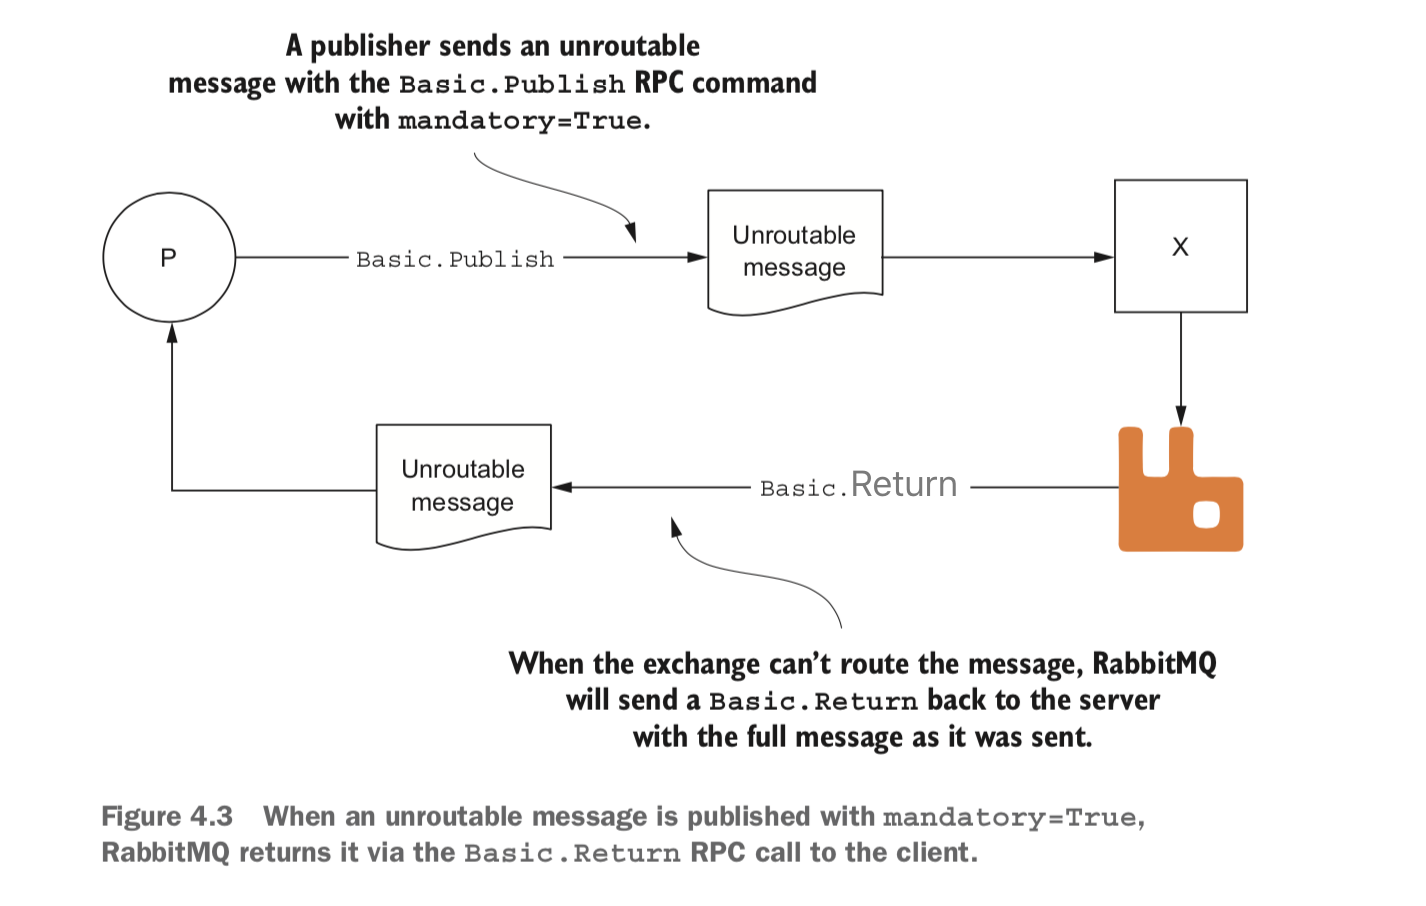 A publisher sends an unroutable
message with the Basic.Publish RPC command
with mandatory=True.
P
Basic.Publish
Unroutable
message
X
Unroutable
message
Basic.Return
When the exchange can’t route the message, RabbitMQ
will send a Basic.Return back to the server
with the full message as it was sent.
Figure 4.3 When an unroutable message is published with mandatory=True,
RabbitMQ returns it via the Basic.Return RPC call to the client.